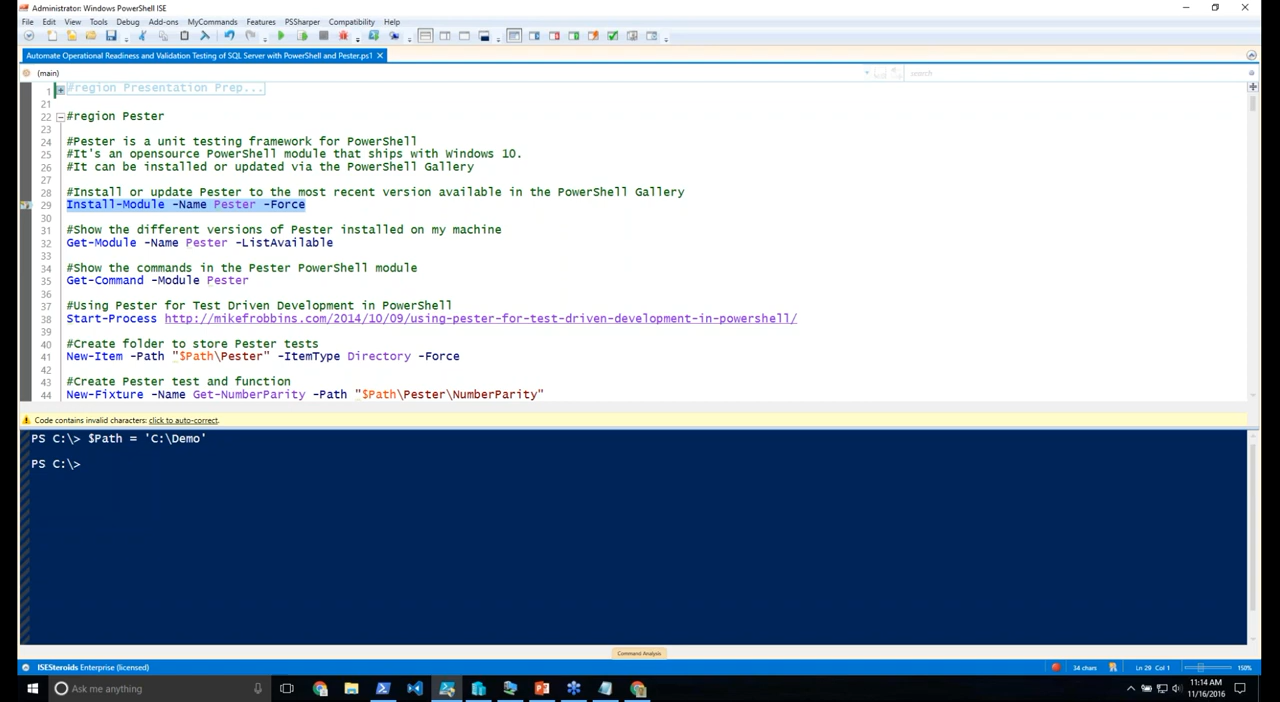 Administrator: Windows PowerShell ISE
File Edit View Tools Debug Add-ons MyCommands Features PSSharper Compatibility Help
Automate Operational Readiness and Validation Testing of SQL Server with PowerShell and Pester.ps1
(main)
search
1 #region Presentation Prep...
21
22 #region Pester
23
24 #Pester is a unit testing framework for PowerShell
25 #It's an opensource PowerShell module that ships with Windows 10.
26 #It can be installed or updated via the PowerShell Gallery
27
28 #Install or update Pester to the most recent version available in the PowerShell Gallery
29 Install-Module -Name Pester -Force
30
31 #Show the different versions of Pester installed on my machine
32 Get-Module -Name Pester -ListAvailable
33
34 #Show the commands in the Pester PowerShell module
35 Get-Command -Module Pester
36
37 #Using Pester for Test Driven Development in PowerShell
38 Start-Process http://mikefrobbins.com/2014/10/09/using-pester-for-test-driven-development-in-powershell/
39
40 #Create folder to store Pester tests
41 New-Item -Path "$Path\Pester" -ItemType Directory -Force
42
43 #Create Pester test and function
44 New-Fixture -Name Get-NumberParity -Path "$Path\Pester\NumberParity"
Code contains invalid characters: click to auto-correct.
PS C:\> $Path = 'C:\Demo'
PS C:\>
Command Analysis
ISESteroids Enterprise (licensed) 34 chars Ln 29 Col 1 150%
Ask me anything
11:14 AM
11/16/2016